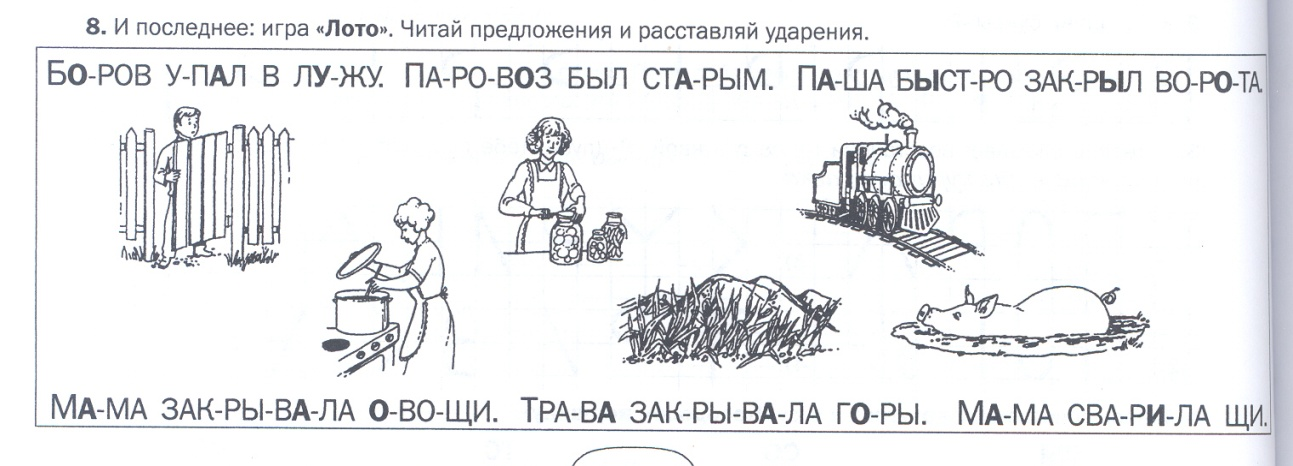 8. И последнее: игра «Лото». Читай предложения и расставляй ударения.
БО-РОВ У-ПАЛ В ЛУ-ЖУ. ПА-РО-ВОЗ БЫЛ СТА-РЫМ. ПА-ША БЫСТ-РО ЗАК-РЫЛ ВО-РО-ТА.
МА-МА ЗАК-РЫ-ВА-ЛА О-ВО-ЩИ. ТРА-ВА ЗАК-РЫ-ВА-ЛА ГО-РЫ. МА-МА СВА-РИ-ЛА ЩИ.